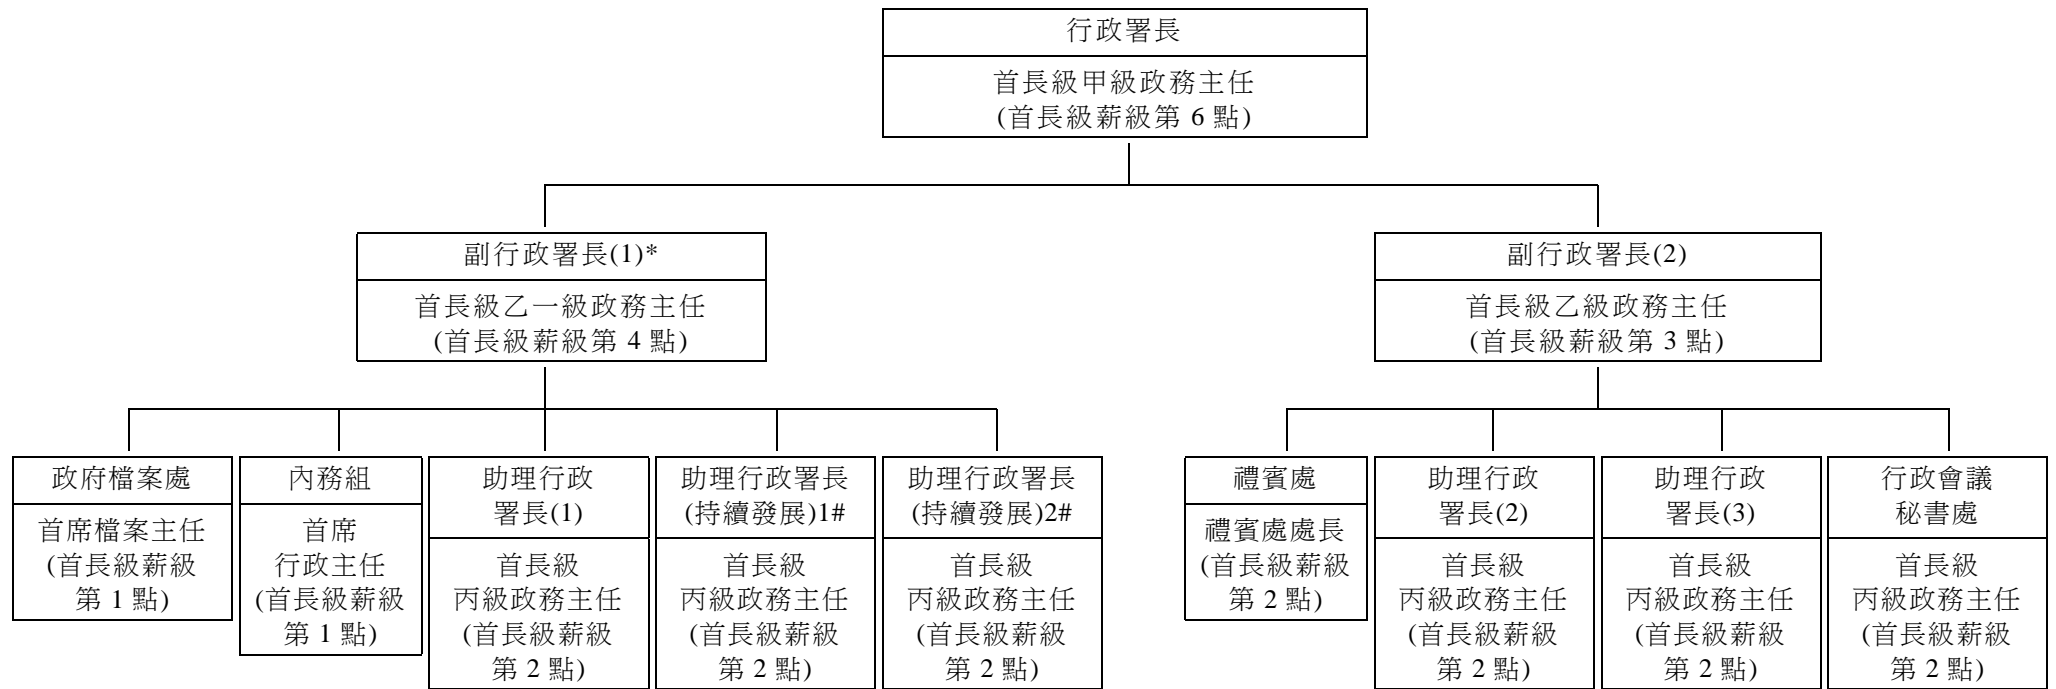 行政署長
首長級甲級政務主任
(首長級薪級第 6 點)
副行政署長(1)*
首長級乙一級政務主任
(首長級薪級第 4 點)
副行政署長(2)
首長級乙級政務主任
(首長級薪級第 3 點)
政府檔案處
首席檔案主任
(首長級薪級
第 1 點)
內務組
首席
行政主任
(首長級薪級
第 1 點)
助理行政
署長(1)
首長級
丙級政務主任
(首長級薪級
第 2 點)
助理行政署長
(持續發展)1#
首長級
丙級政務主任
(首長級薪級
第 2 點)
助理行政署長
(持續發展)2#
首長級
丙級政務主任
(首長級薪級
第 2 點)
禮賓處
禮賓處處長
(首長級薪級
第 2 點)
助理行政
署長(2)
首長級
丙級政務主任
(首長級薪級
第 2 點)
助理行政
署長(3)
首長級
丙級政務主任
(首長級薪級
第 2 點)
行政會議
秘書處
首長級
丙級政務主任
(首長級薪級
第 2 點)